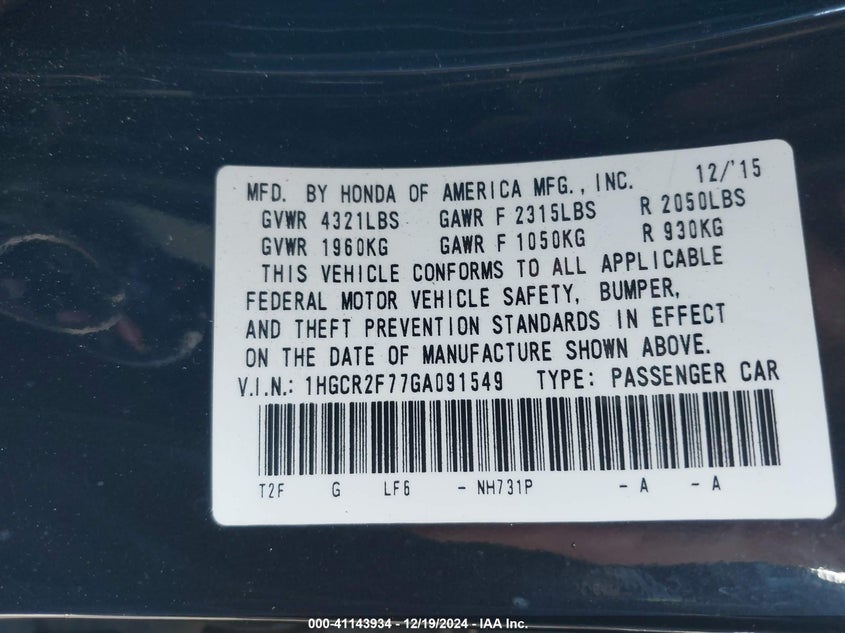 MFD. BY HONDA OF AMERICA MFG., INC. 12/'15
GVWR 4321LBS GAWR F 2315LBS R 2050LBS
GVWR 1960KG GAWR F 1050KG R 930KG
THIS VEHICLE CONFORMS TO ALL APPLICABLE
FEDERAL MOTOR VEHICLE SAFETY, BUMPER,
AND THEFT PREVENTION STANDARDS IN EFFECT
ON THE DATE OF MANUFACTURE SHOWN ABOVE.
V.I.N.: 1HGCR2F77GA091549 TYPE: PASSENGER CAR
T2F G LF6 - NH731P - A - A
000-41143934 - 12/19/2024 - IAA Inc.